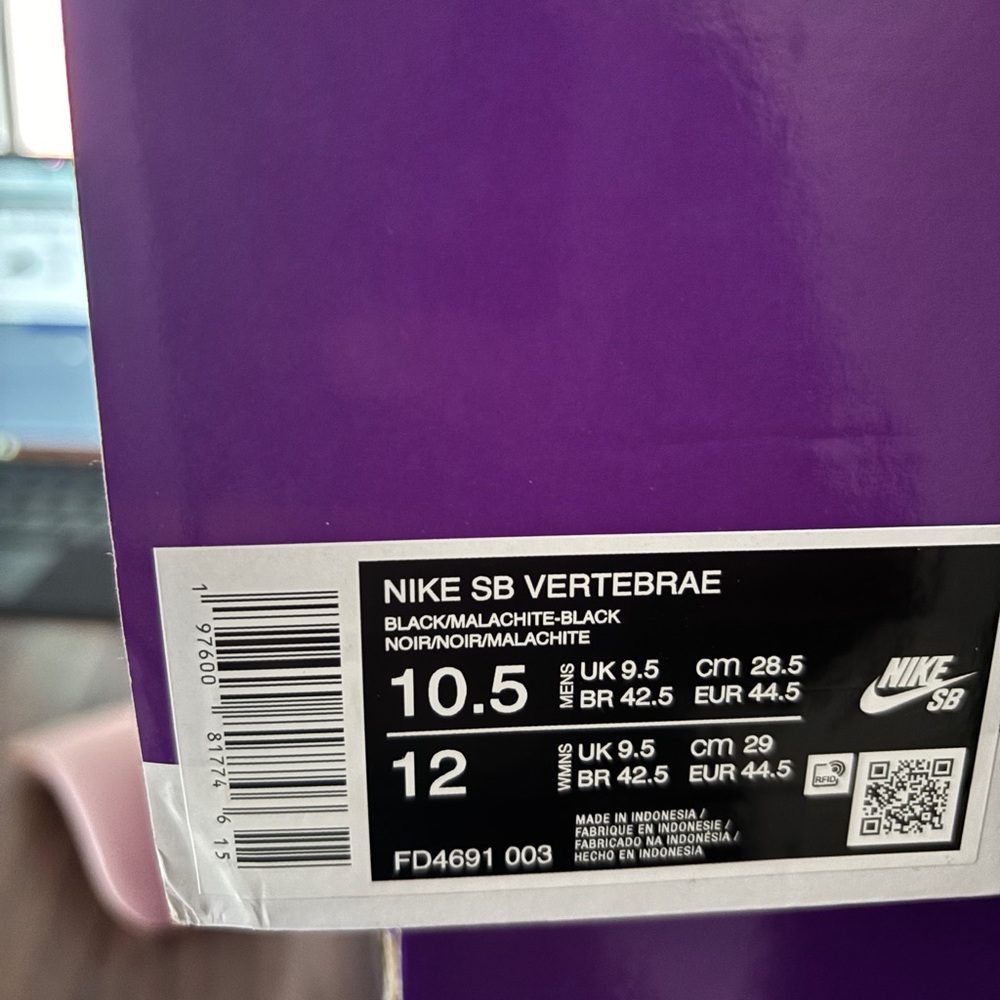 NIKE SB VERTEBRAE
BLACK/MALACHITE-BLACK
NOIR/NOIR/MALACHITE
10.5
MENS
UK 9.5 cm 28.5
BR 42.5 EUR 44.5
12
WMNS
UK 9.5 cm 29
BR 42.5 EUR 44.5
MADE IN INDONESIA /
FABRIQUE EN INDONESIE /
FABRICADO NA INDONÉSIA /
HECHO EN INDONESIA
FD4691 003
NIKE
SB
RFID
1 97600 81774 6 15